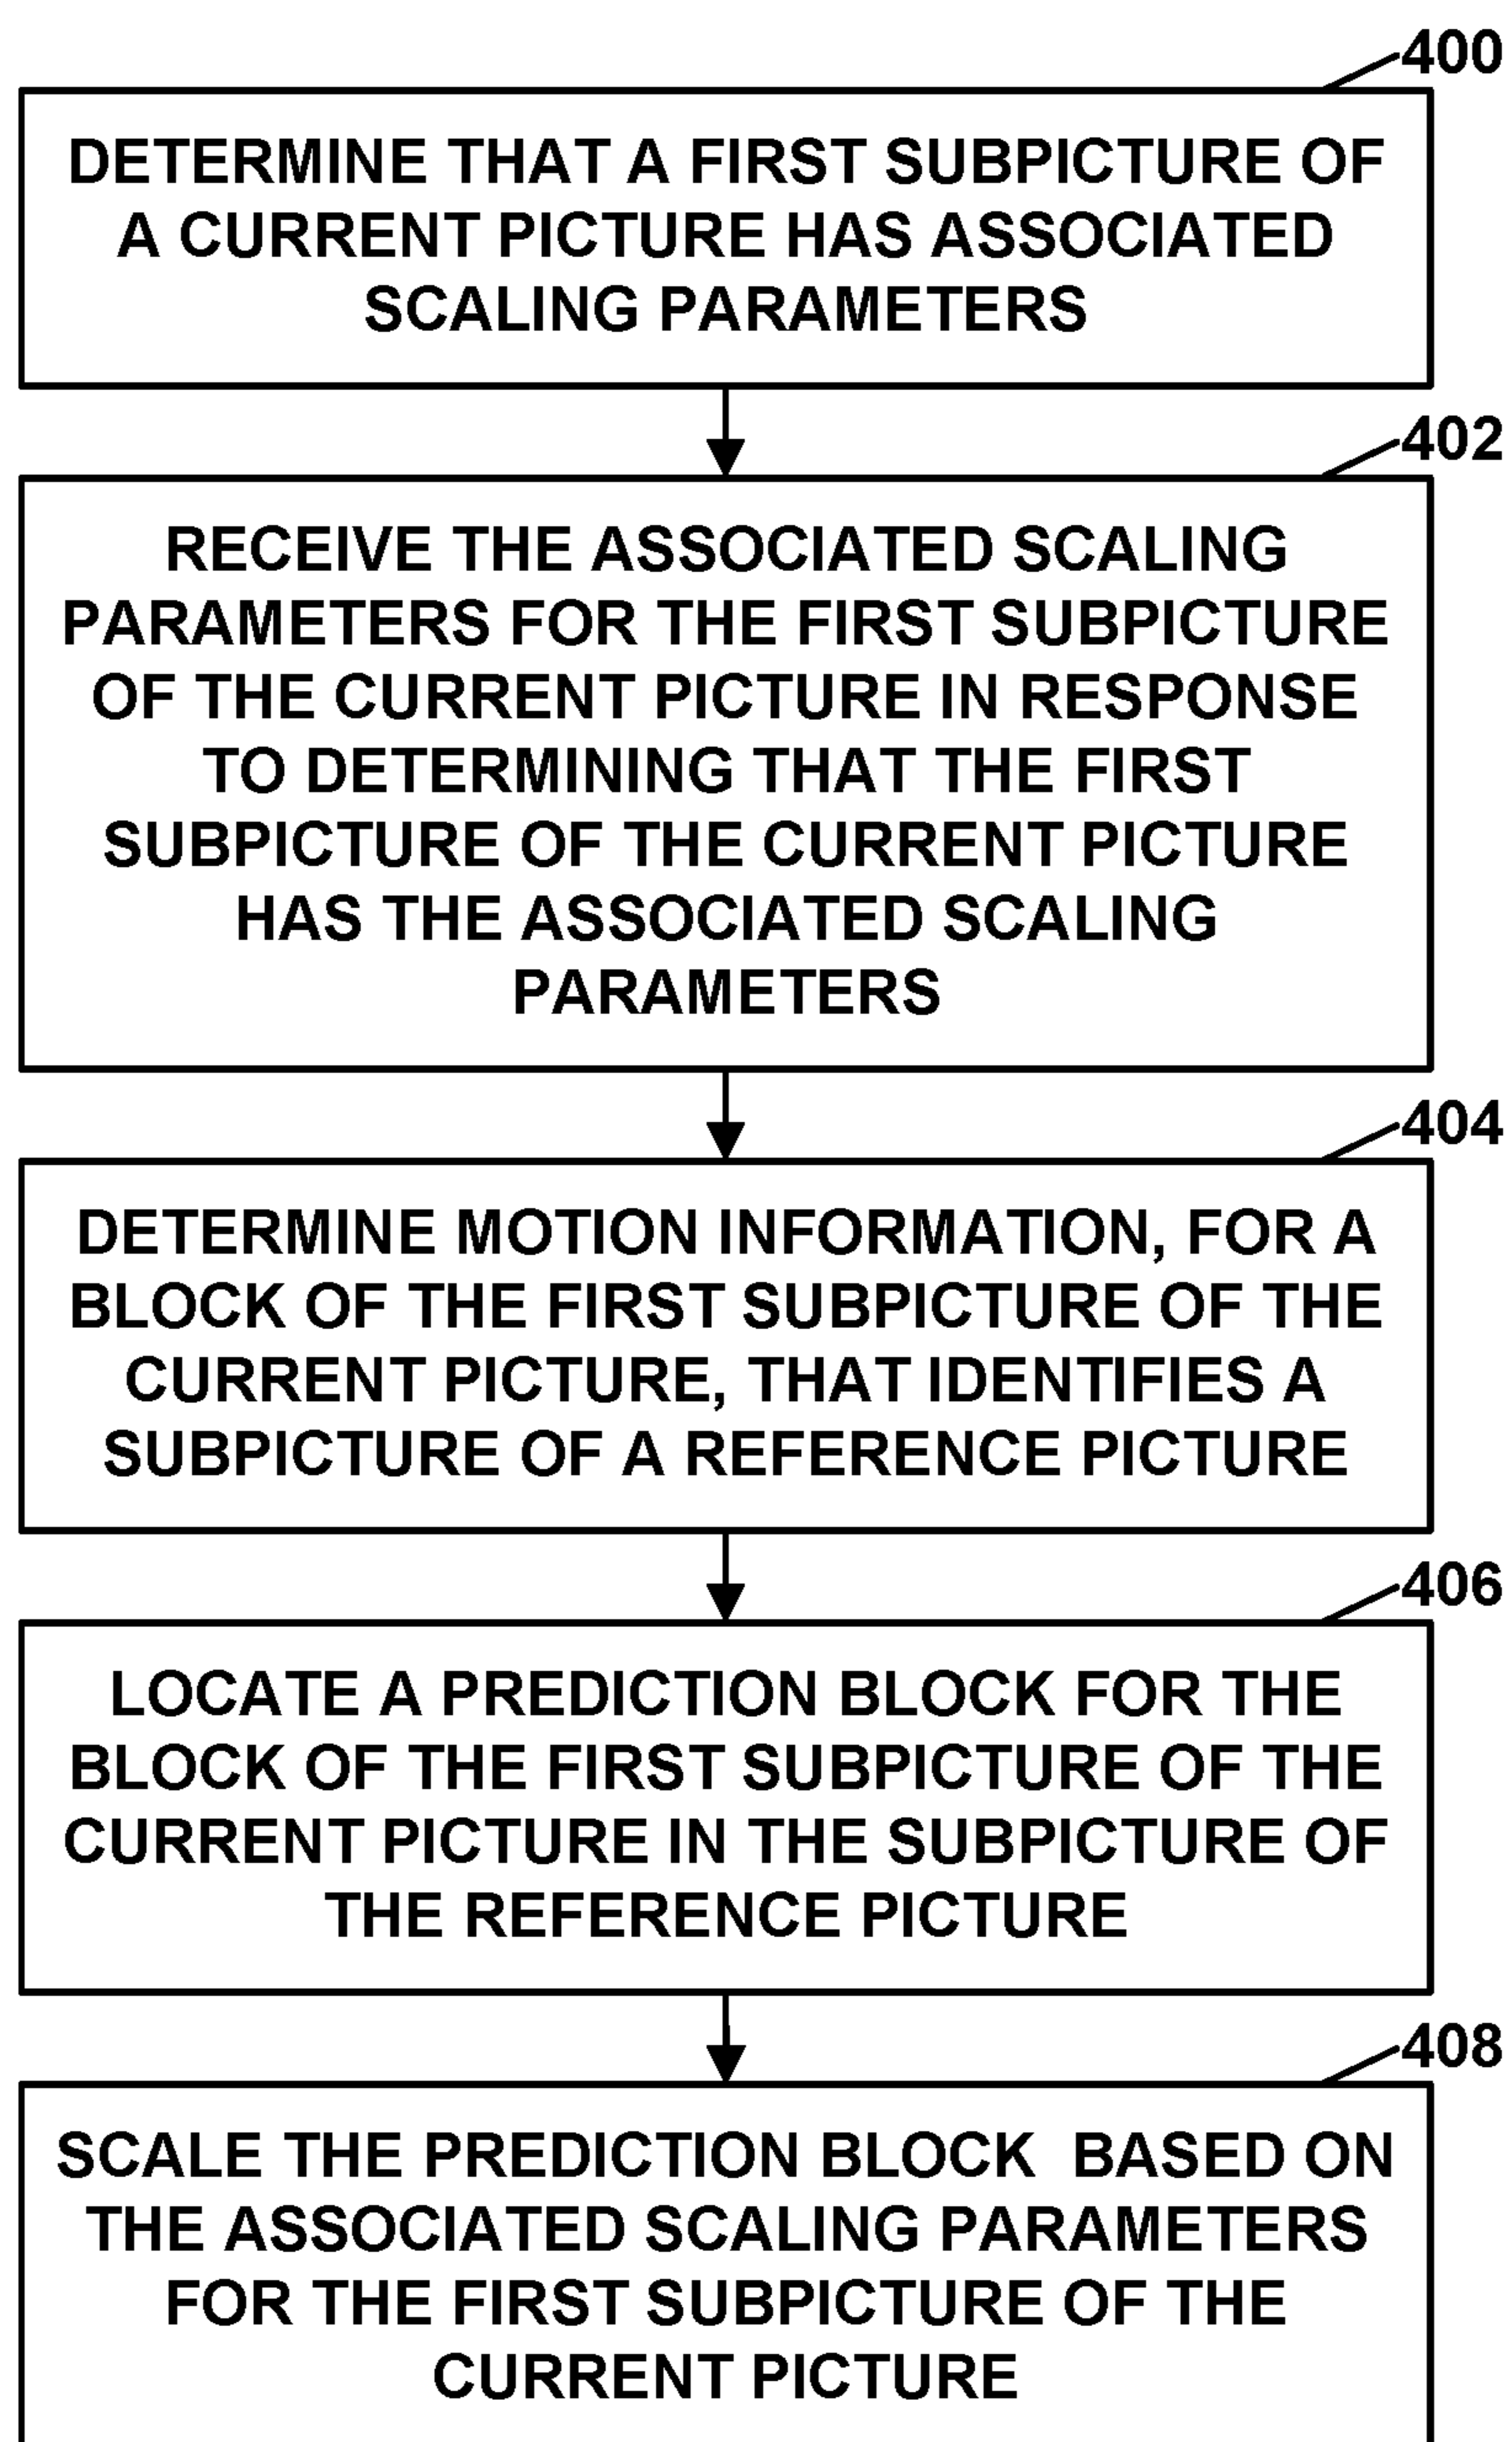 400
DETERMINE THAT A FIRST SUBPICTURE OF
A CURRENT PICTURE HAS ASSOCIATED
SCALING PARAMETERS
402
RECEIVE THE ASSOCIATED SCALING
PARAMETERS FOR THE FIRST SUBPICTURE
OF THE CURRENT PICTURE IN RESPONSE
TO DETERMINING THAT THE FIRST
SUBPICTURE OF THE CURRENT PICTURE
HAS THE ASSOCIATED SCALING
PARAMETERS
404
DETERMINE MOTION INFORMATION, FOR A
BLOCK OF THE FIRST SUBPICTURE OF THE
CURRENT PICTURE, THAT IDENTIFIES A
SUBPICTURE OF A REFERENCE PICTURE
406
LOCATE A PREDICTION BLOCK FOR THE
BLOCK OF THE FIRST SUBPICTURE OF THE
CURRENT PICTURE IN THE SUBPICTURE OF
THE REFERENCE PICTURE
408
SCALE THE PREDICTION BLOCK BASED ON
THE ASSOCIATED SCALING PARAMETERS
FOR THE FIRST SUBPICTURE OF THE
CURRENT PICTURE